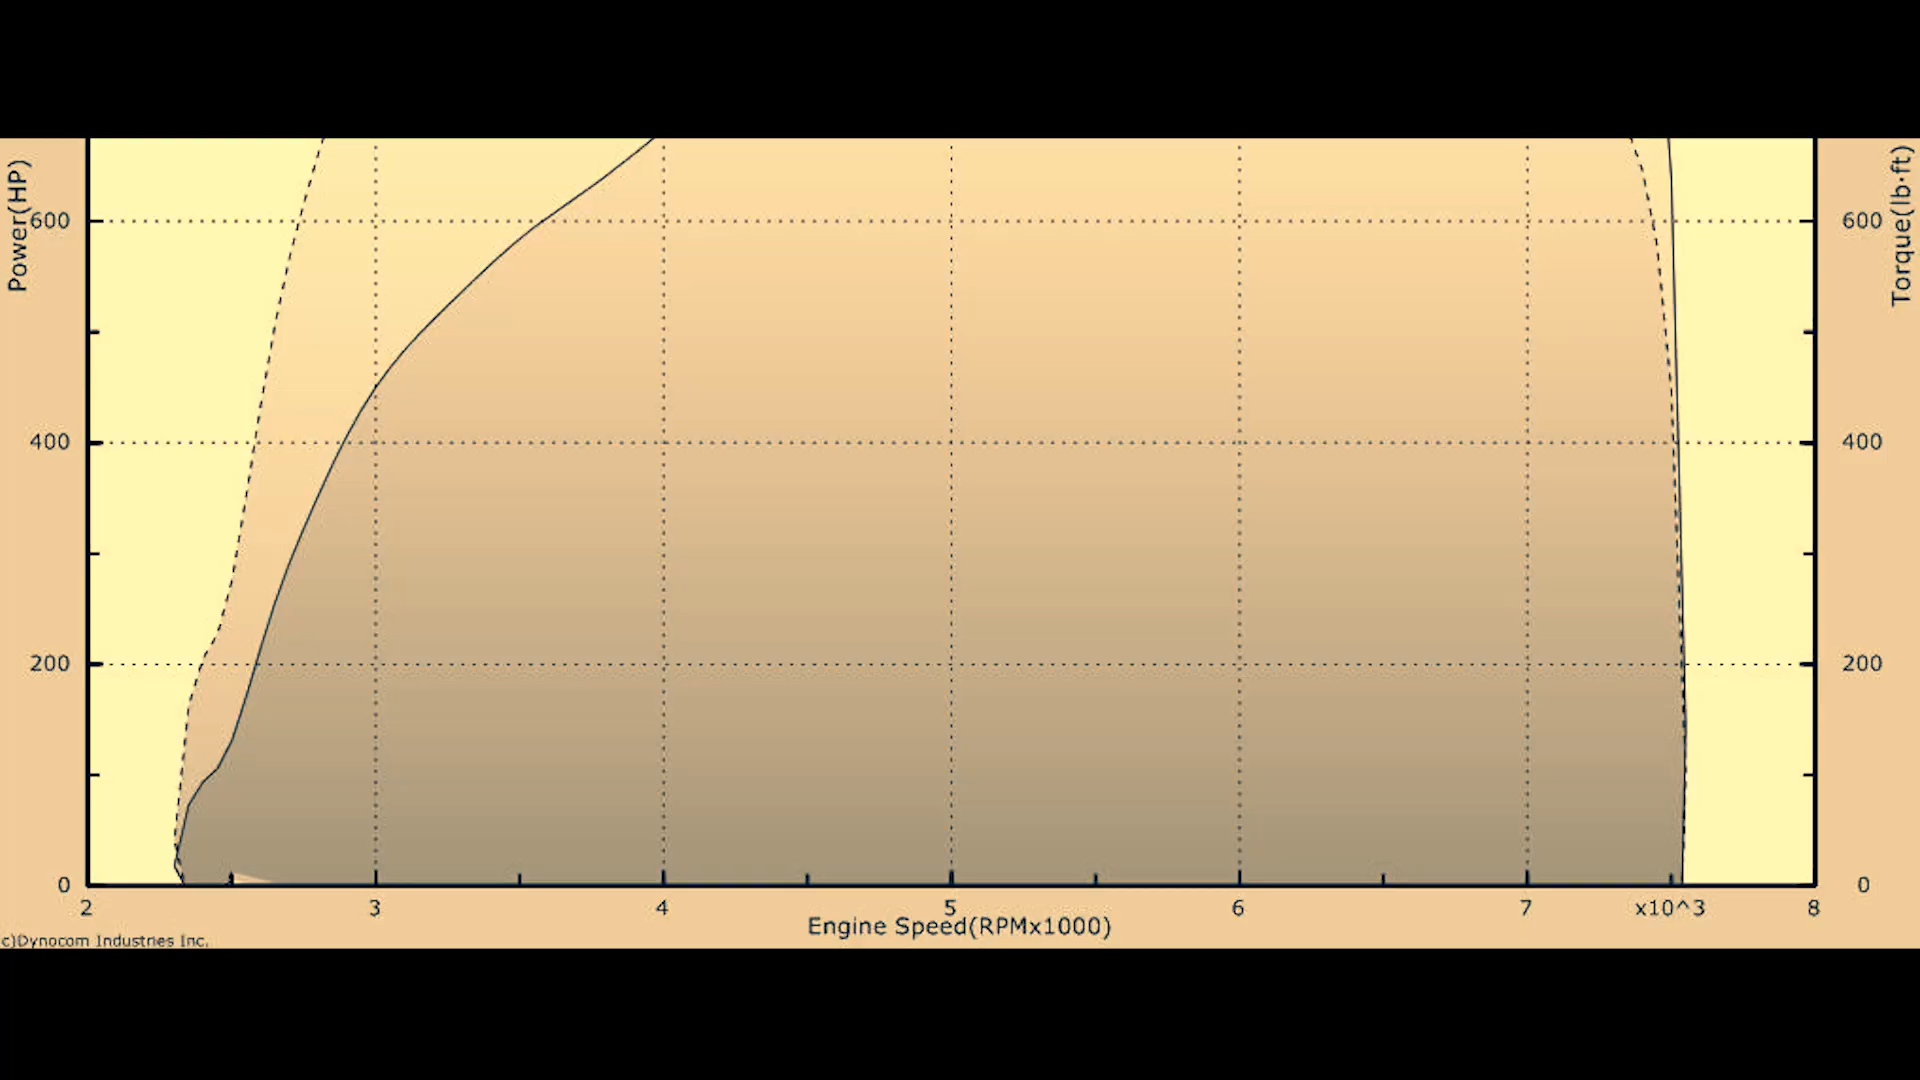 Power(HP)
Torque(lb·ft)
600 600
400 400
200 200
0 0
2 3 4 5 6 7 x10^3 8
Engine Speed(RPMx1000)
c)Dynocom Industries Inc.